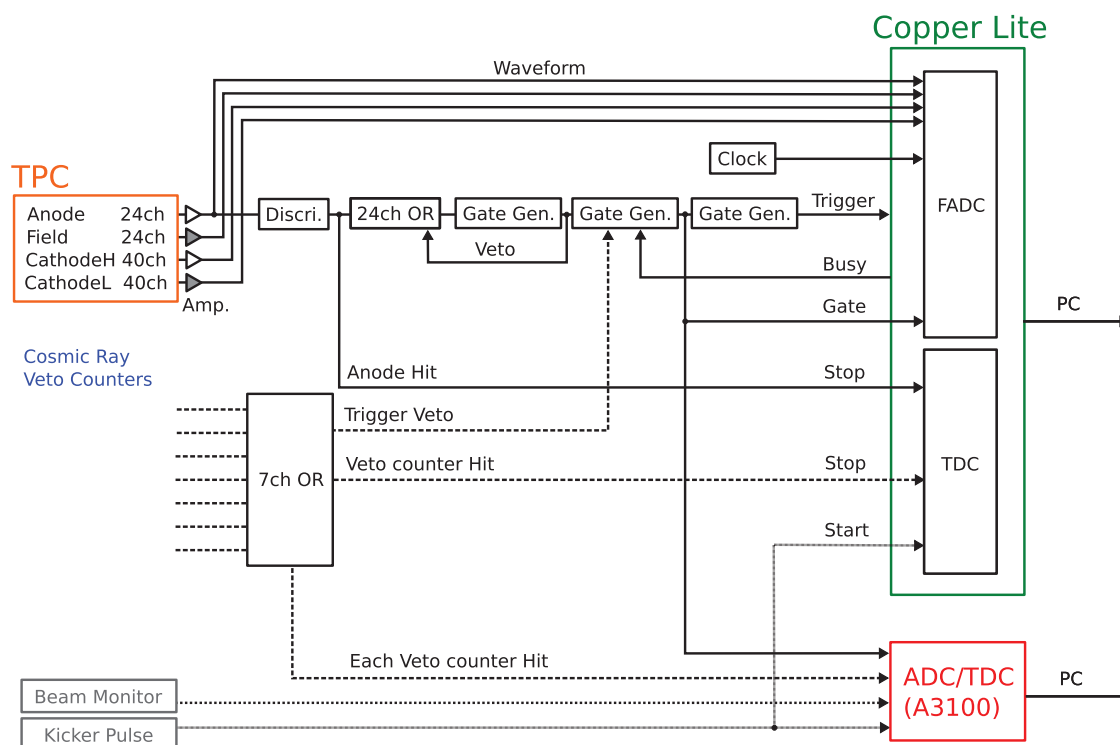 Copper Lite
Waveform
Clock
TPC
Anode 24ch
Field 24ch
CathodeH 40ch
CathodeL 40ch
Amp.
Discri.
24ch OR
Gate Gen.
Gate Gen.
Gate Gen.
Trigger
FADC
Veto
Busy
Gate
PC
Cosmic Ray
Veto Counters
Anode Hit
Stop
Trigger Veto
7ch OR
Veto counter Hit
Stop
TDC
Start
Each Veto counter Hit
ADC/TDC
(A3100)
PC
Beam Monitor
Kicker Pulse